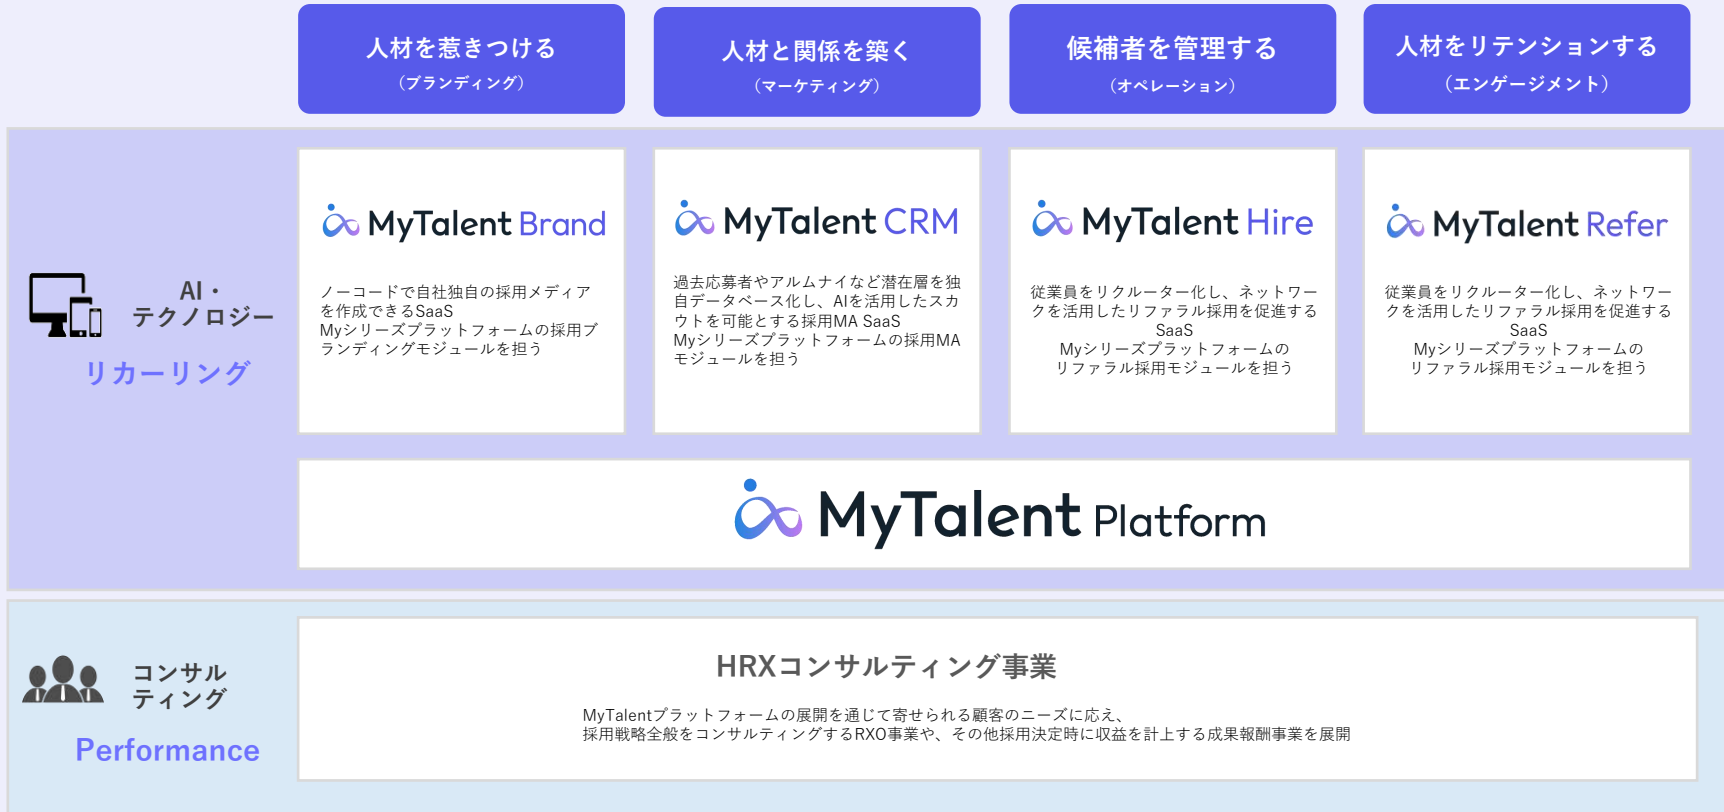 人材を惹きつける
（ブランディング）
人材と関係を築く
（マーケティング）
候補者を管理する
（オペレーション）
人材をリテンションする
（エンゲージメント）
AI・
テクノロジー
リカーリング
MyTalent Brand
ノーコードで自社独自の採用メディア
を作成できるSaaS
Myシリーズプラットフォームの採用ブ
ランディングモジュールを担う
MyTalent CRM
過去応募者やアルムナイなど潜在層を独
自データベース化し、AIを活用したスカ
ウトを可能とする採用MA SaaS
Myシリーズプラットフォームの採用MA
モジュールを担う
MyTalent Hire
従業員をリクルーター化し、ネットワー
クを活用したリファラル採用を促進する
SaaS
Myシリーズプラットフォームの
リファラル採用モジュールを担う
MyTalent Refer
従業員をリクルーター化し、ネットワー
クを活用したリファラル採用を促進する
SaaS
Myシリーズプラットフォームの
リファラル採用モジュールを担う
MyTalent Platform
コンサル
ティング
Performance
HRXコンサルティング事業
MyTalentプラットフォームの展開を通じて寄せられる顧客のニーズに応え、
採用戦略全般をコンサルティングするRXO事業や、その他採用決定時に収益を計上する成果報酬事業を展開